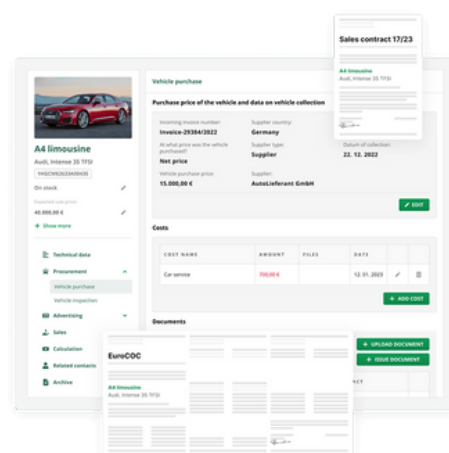 Sales contract 17/23
A4 limousine
Audi, Intense 35 TFSI
Vehicle purchase
Purchase price of the vehicle and data on vehicle collection
Incoming invoice number:
Invoice-29384/2022
Supplier country:
Germany
At what price was the vehicle purchased?
Net price
Supplier type:
Supplier
Datum of collection:
22. 12. 2022
Vehicle purchase price:
15.000,00 €
Supplier:
AutoLieferant GmbH
EDIT
A4 limousine
Audi, Intense 35 TFSI
On stock
40.000,00 €
+ Show more
Technical data
Procurement
Vehicle purchase
Vehicle inspection
Advertising
Sales
Calculation
Related contacts
Archive
Costs
COST NAME AMOUNT FILES DATE
Car service 700,00 € 12. 01. 2023
+ ADD COST
Documents
+ UPLOAD DOCUMENT
+ ISSUE DOCUMENT
EuroCOC
A4 limousine
Audi, Intense 35 TFSI